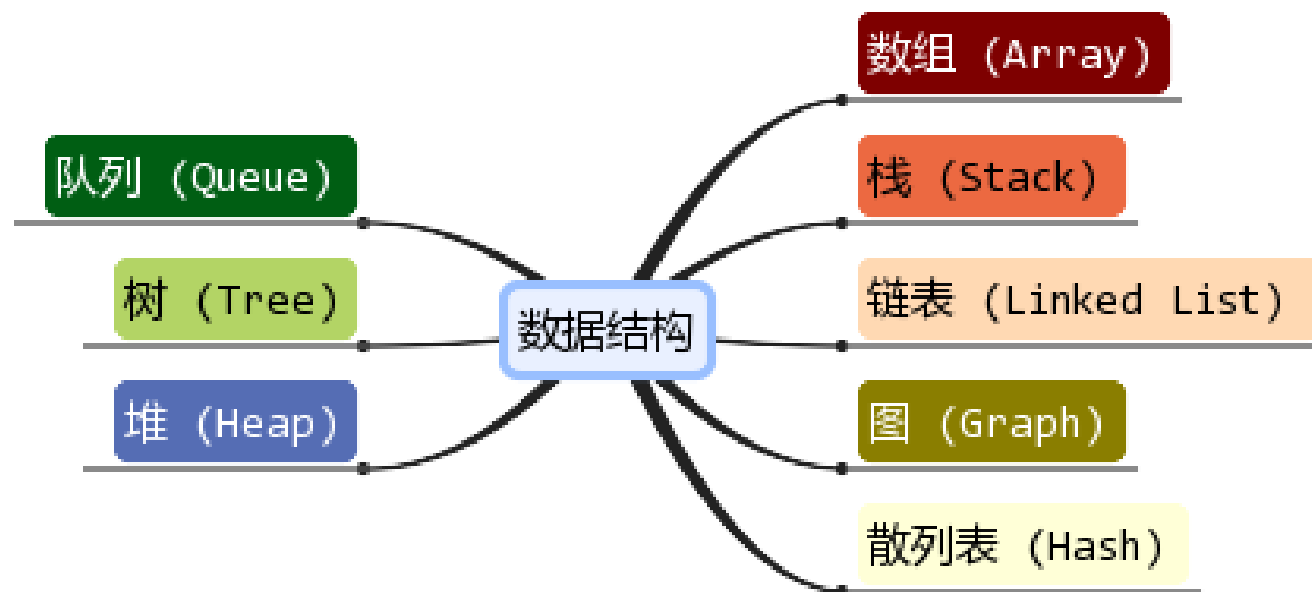 数组 (Array)
队列 (Queue)
栈 (Stack)
树 (Tree)
链表 (Linked List)
数据结构
堆 (Heap)
图 (Graph)
散列表 (Hash)